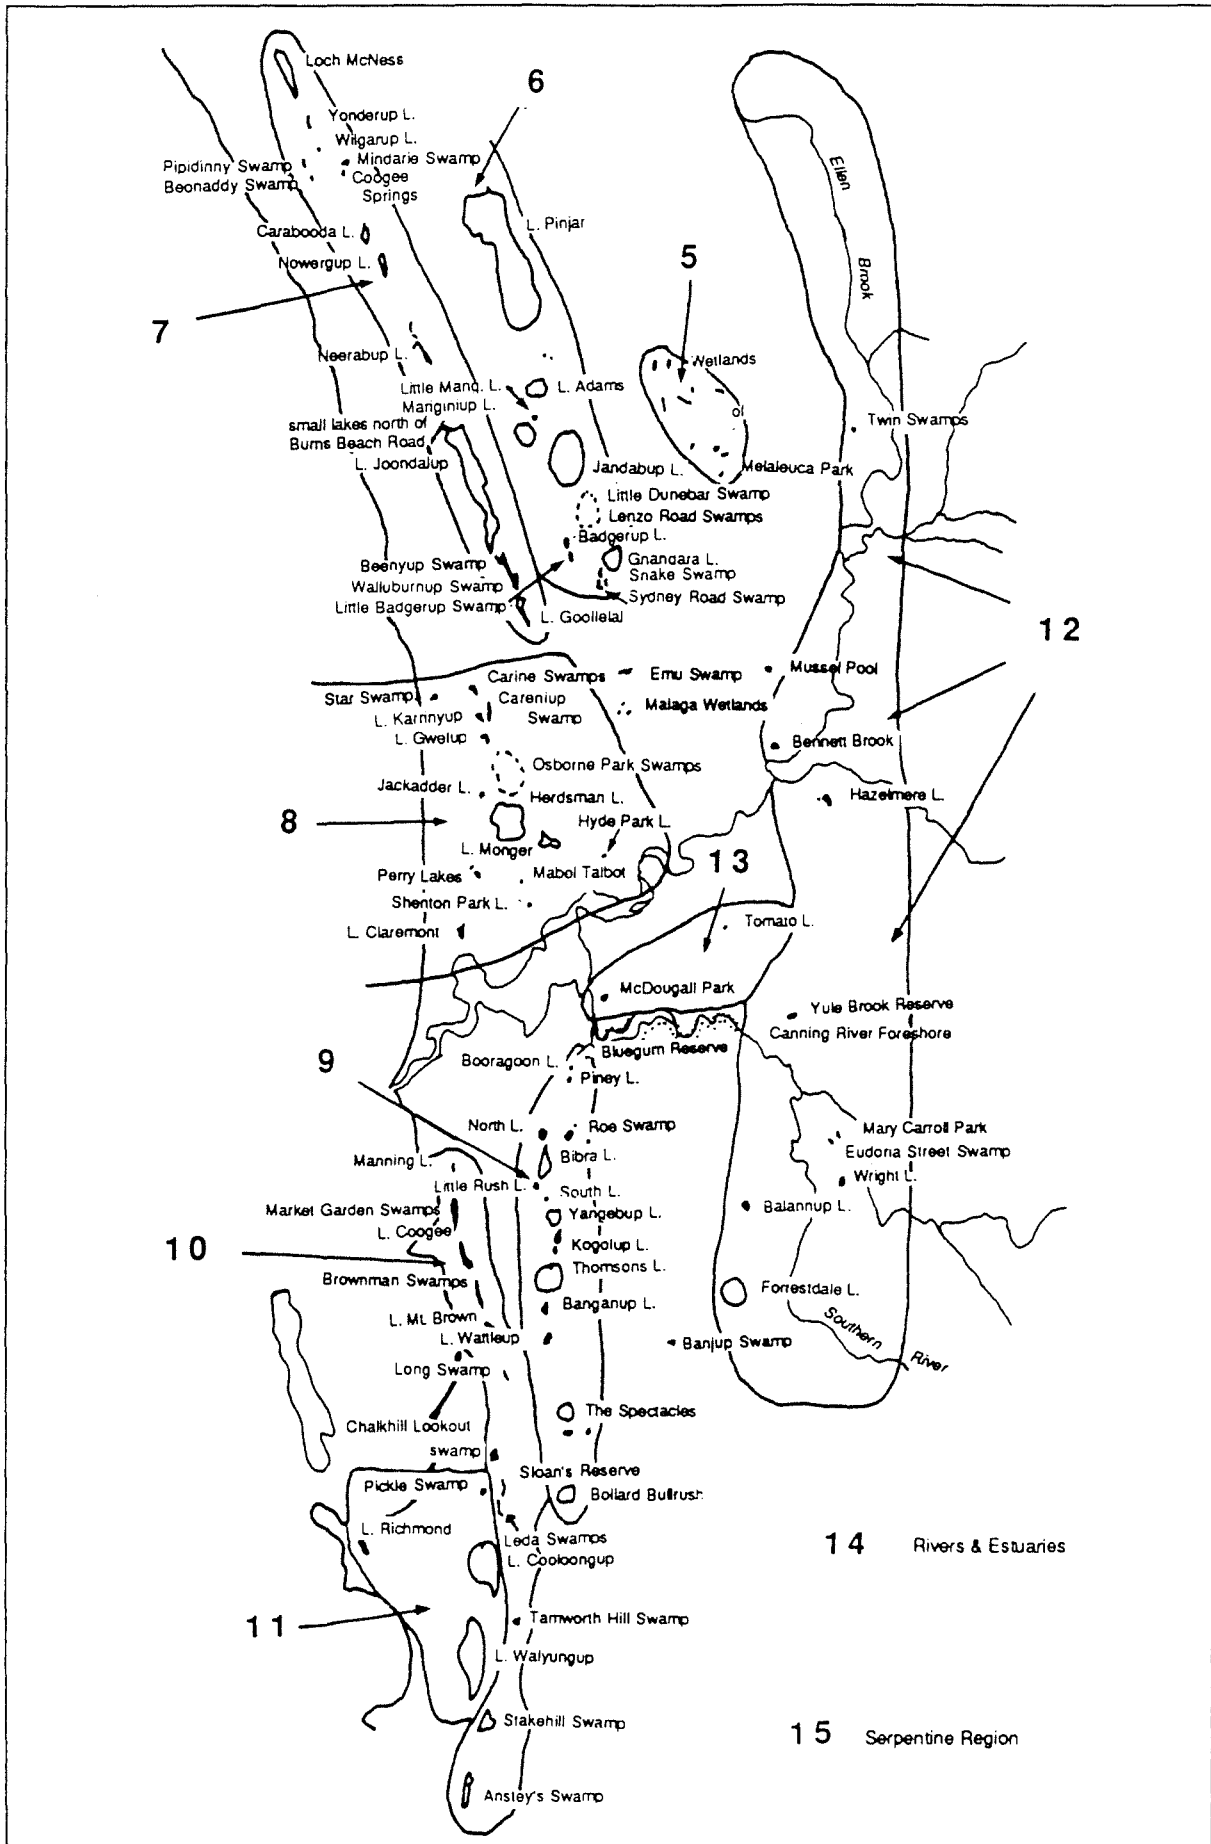 Loch McNess
6
Yonderup L.
Wilgarup L.
Mindarie Swamp
Pipidinny Swamp
Beonaddy Swamp
Coogee
Springs
Ellen
Brook
L. Pinjar
Carabooda L.
Nowergup L.
5
7
Neerabup L.
Wetlands
of
Melaleuca Park
Little Manq. L.
Mariginiup L.
L. Adams
small lakes north of
Burns Beach Road
L. Joondalup
Jandabup L.
Twin Swamps
Little Dunebar Swamp
Lenzo Road Swamps
Badgerup L.
Gnangara L.
Snake Swamp
Sydney Road Swamp
Beenyup Swamp
Walluburnup Swamp
Little Badgerup Swamp
L. Goollelal
12
Carine Swamps
Emu Swamp
Mussel Pool
Star Swamp
Careniup
Swamp
Malaga Wetlands
L. Karinyup
L. Gwelup
Bennett Brook
Osborne Park Swamps
Jackadder L.
Herdsman L.
Hazelmere L.
8
Hyde Park L.
L. Monger
13
Perry Lakes
Mabel Talbot
Shenton Park L.
L. Claremont
Tomato L.
McDougall Park
Yule Brook Reserve
Canning River Foreshore
9
Booragoon L.
Bluegum Reserve
Piney L.
North L.
Roe Swamp
Mary Carroll Park
Eudoria Street Swamp
Manning L.
Bibra L.
Wright L.
Little Rush L.
South L.
Market Garden Swamps
Yangebup L.
Balannup L.
L. Coogee
10
Kogolup L.
Thomsons L.
Brownman Swamps
Forrestdale L.
Banganup L.
L. Mt. Brown
Southern
River
L. Wattleup
Banjup Swamp
Long Swamp
The Spectacles
Chalkhill Lookout
swamp
Sloan's Reserve
Pickle Swamp
Bollard Bullrush
L. Richmond
Leda Swamps
14 Rivers & Estuaries
L. Cooloongup
11
Tamworth Hill Swamp
L. Walyungup
Stakehill Swamp
15 Serpentine Region
Anstey's Swamp